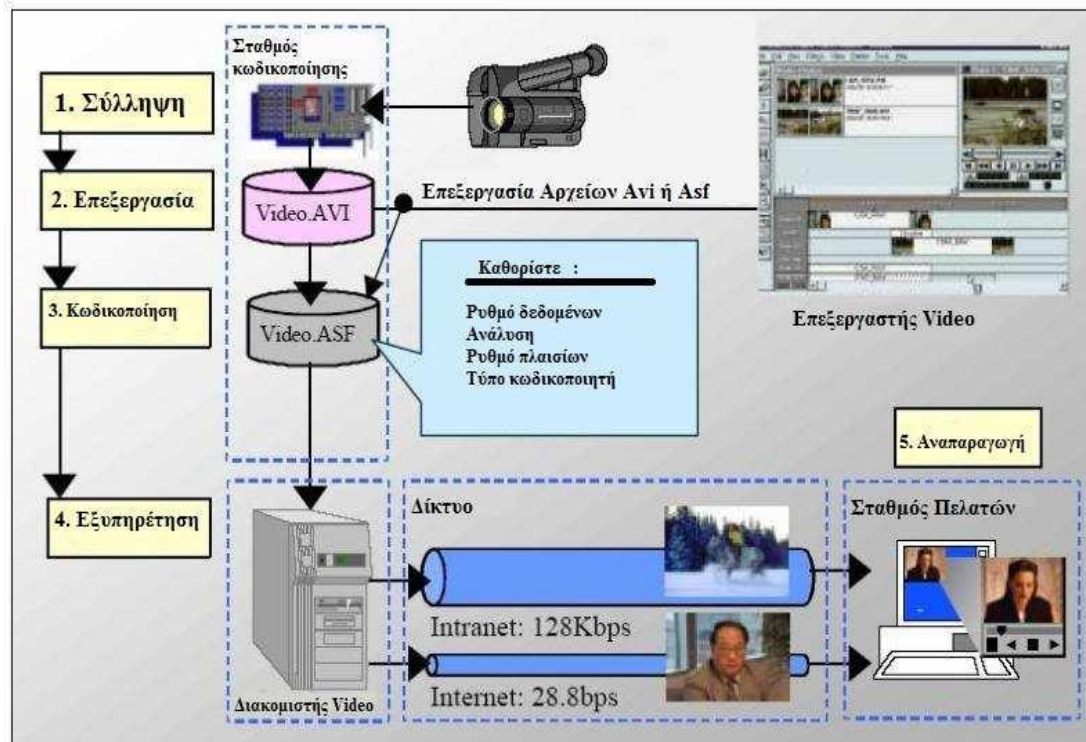 Σταθμός
κωδικοποίησης
1. Σύλληψη
2. Επεξεργασία
Video.AVI
Επεξεργασία Αρχείων Avi ή Asf
3. Κωδικοποίηση
Video.ASF
Καθορίστε :
Ρυθμό δεδομένων
Ανάλυση
Ρυθμό πλαισίων
Τύπο κωδικοποιητή
Επεξεργαστής Video
5. Αναπαραγωγή
4. Εξυπηρέτηση
Δίκτυο
Σταθμός Πελατών
Intranet: 128Kbps
Internet: 28.8bps
Διακομιστής Video